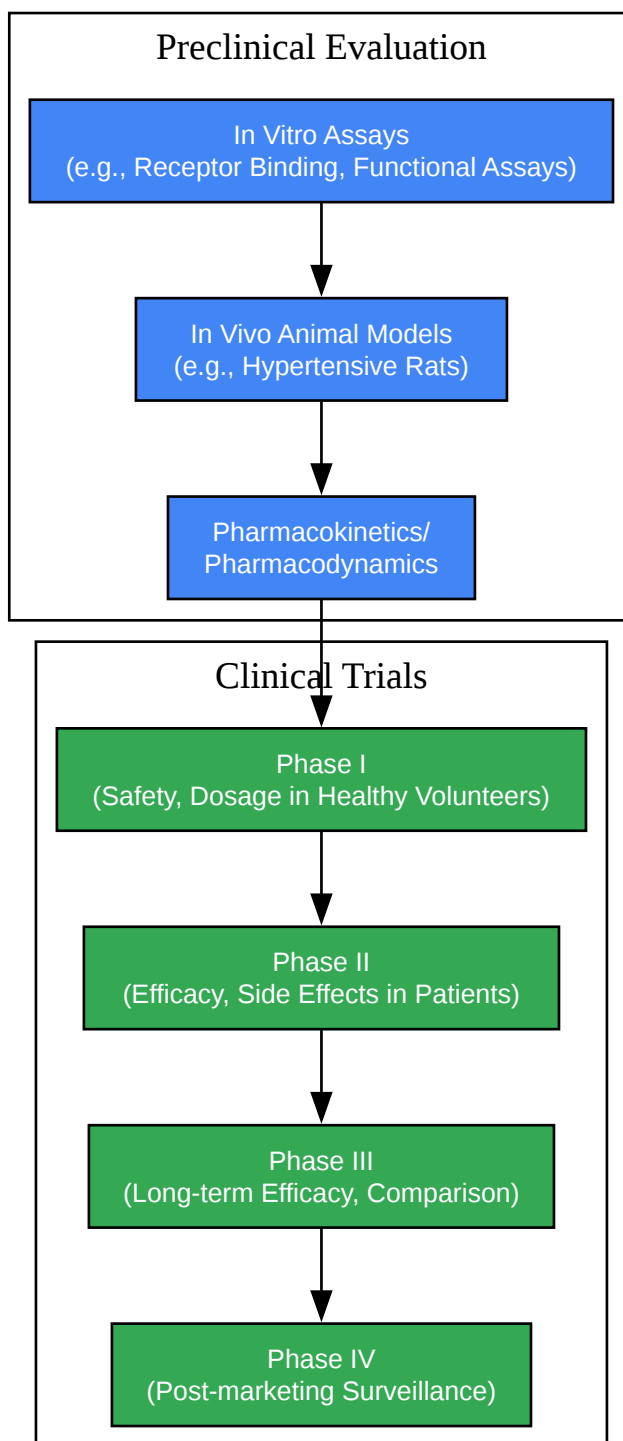 Preclinical Evaluation
In Vitro Assays
(e.g., Receptor Binding, Functional Assays)
In Vivo Animal Models
(e.g., Hypertensive Rats)
Pharmacokinetics/
Pharmacodynamics
Clinical Trials
Phase I
(Safety, Dosage in Healthy Volunteers)
Phase II
(Efficacy, Side Effects in Patients)
Phase III
(Long-term Efficacy, Comparison)
Phase IV
(Post-marketing Surveillance)